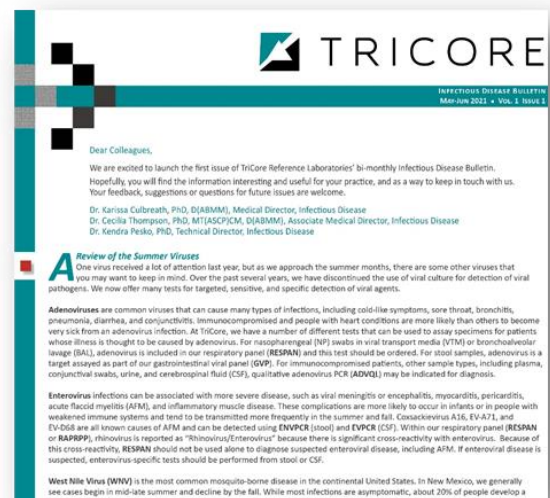 TRICORE
INFECTIOUS DISEASE BULLETIN
MAY-JUN 2021 • VOL. 1 ISSUE 1
Dear Colleagues,
We are excited to launch the first issue of TriCore Reference Laboratories' bi-monthly Infectious Disease Bulletin.
Hopefully, you will find the information interesting and useful for your practice, and as a way to keep in touch with us.
Your feedback, suggestions or questions for future issues are welcome.
Dr. Karissa Culbreath, PhD, D(ABMM), Medical Director, Infectious Disease
Dr. Cecilia Thompson, PhD, MT(ASCP)CM, D(ABMM), Associate Medical Director, Infectious Disease
Dr. Kendra Pesko, PhD, Technical Director, Infectious Disease
A Review of the Summer Viruses
One virus received a lot of attention last year, but as we approach the summer months, there are some other viruses that
you may want to keep in mind. Over the past several years, we have discontinued the use of viral culture for detection of viral
pathogens. We now offer many tests for targeted, sensitive, and specific detection of viral agents.
Adenoviruses are common viruses that can cause many types of infections, including cold-like symptoms, sore throat, bronchitis,
pneumonia, diarrhea, and conjunctivitis. Immunocompromised and people with heart conditions are more likely than others to become
very sick from an adenovirus infection. At TriCore, we have a number of different tests that can be used to assay specimens for patients
whose illness is thought to be caused by adenovirus. For nasopharengeal (NP) swabs in viral transport media (VTM) or bronchoalveolar
lavage (BAL), adenovirus is included in our respiratory panel (RESPAN) and this test should be ordered. For stool samples, adenovirus is a
target assayed as part of our gastrointestinal viral panel (GVP). For immunocompromised patients, other sample types, including plasma,
conjunctival swabs, urine, and cerebrospinal fluid (CSF), qualitative adenovirus PCR (ADVQL) may be indicated for diagnosis.
Enterovirus infections can be associated with more severe disease, such as viral meningitis or encephalitis, myocarditis, pericarditis,
acute flaccid myelitis (AFM), and inflammatory muscle disease. These complications are more likely to occur in infants or in people with
weakened immune systems and tend to be transmitted more frequently in the summer and fall. Coxsackievirus A16, EV-A71, and
EV-D68 are all known causes of AFM and can be detected using ENVPCR (stool) and EVPCR (CSF). Within our respiratory panel (RESPAN
or RAPRPP), rhinovirus is reported as "Rhinovirus/Enterovirus" because there is significant cross-reactivity with enterovirus. Because of
this cross-reactivity, RESPAN should not be used alone to diagnose suspected enteroviral disease, including AFM. If enteroviral disease is
suspected, enterovirus-specific tests should be performed from stool or CSF.
West Nile Virus (WNV) is the most common mosquito-borne disease in the continental United States. In New Mexico, we generally
see cases begin in mid-late summer and decline by the fall. While most infections are asymptomatic, about 20% of people develop a